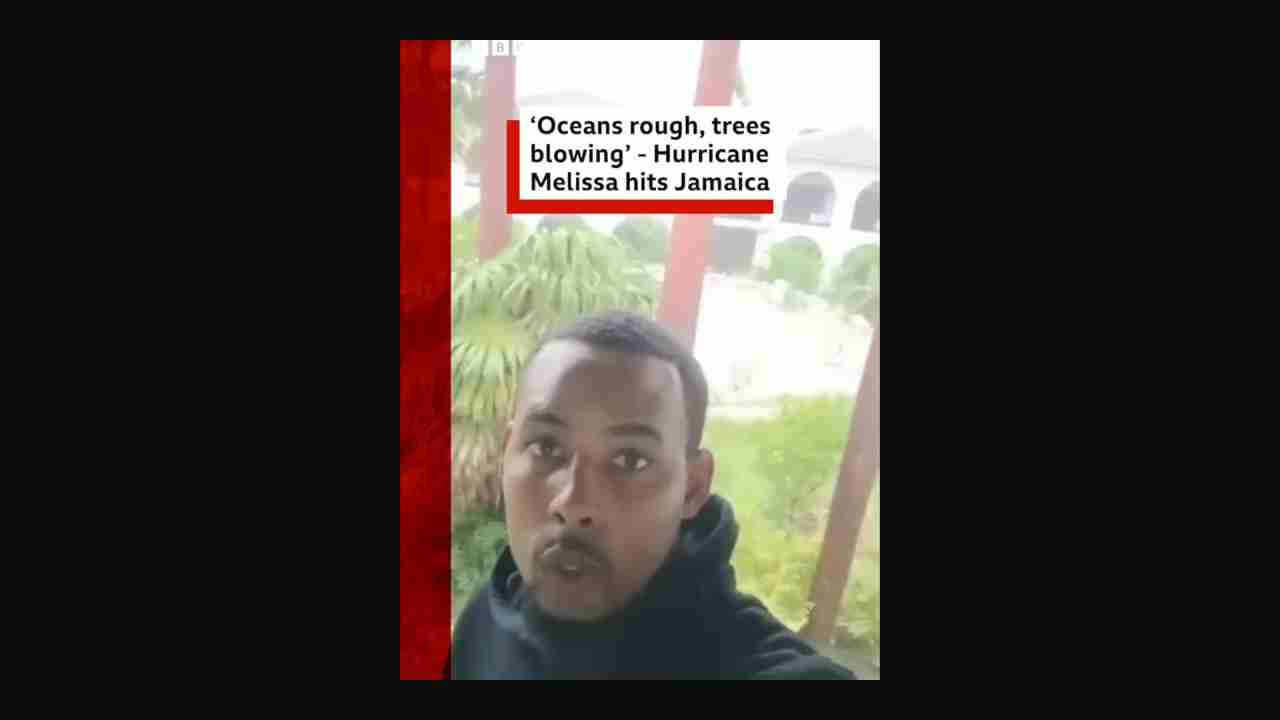 B
‘Oceans rough, trees
blowing’ - Hurricane
Melissa hits Jamaica